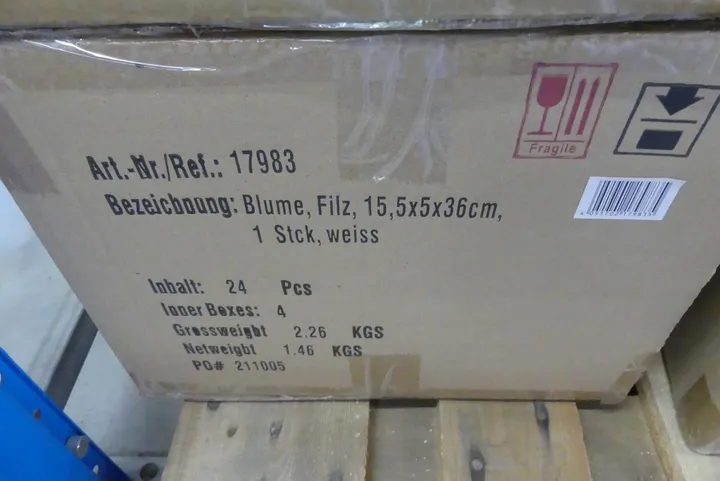 Fragile
Art.-Nr./Ref.: 17983
Bezeichnung: Blume, Filz, 15,5x5x36cm,
1 Stck, weiss
Inhalt: 24 Pcs
Inner Boxes: 4
Grossweight 2.26 KGS
Netweight 1.46 KGS
PO# 211005